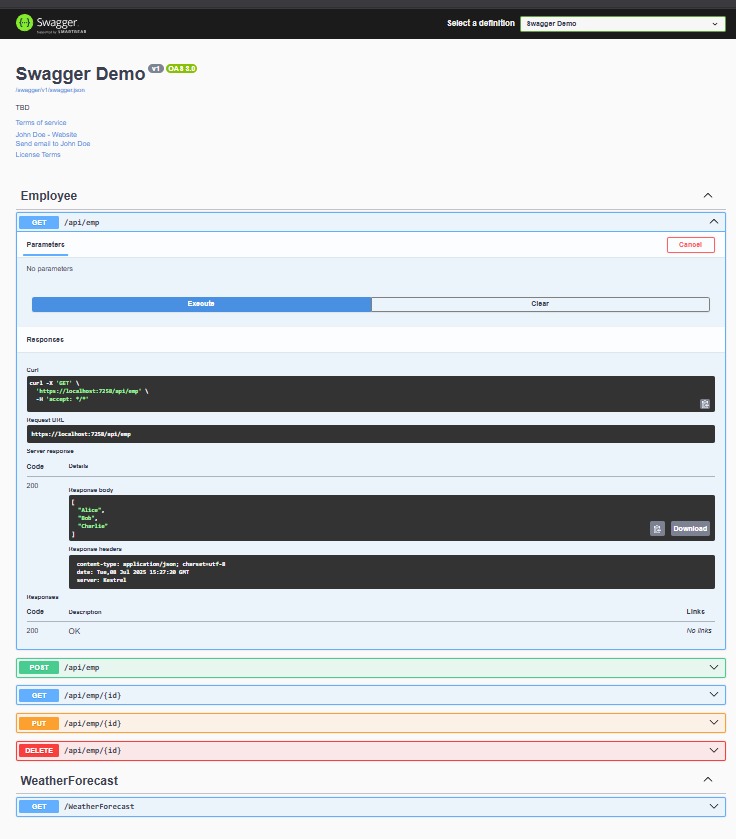 Swagger
Supported by SMARTBEAR
Select a definition
Swagger Demo
Swagger Demo v1 OAS 3.0
/swagger/v1/swagger.json
TBD
Terms of service
John Doe - Website
Send email to John Doe
License Terms
Employee
GET /api/emp
Parameters
Cancel
No parameters
Execute
Clear
Responses
Curl
curl -X 'GET' \
'https://localhost:7258/api/emp' \
-H 'accept: */*'
Request URL
https://localhost:7258/api/emp
Server response
Code Details
200
Response body
[
"Alice",
"Bob",
"Charlie"
]
Download
Response headers
content-type: application/json; charset=utf-8
date: Tue,08 Jul 2025 15:27:20 GMT
server: Kestrel
Responses
Code Description Links
200 OK No links
POST /api/emp
GET /api/emp/{id}
PUT /api/emp/{id}
DELETE /api/emp/{id}
WeatherForecast
GET /WeatherForecast